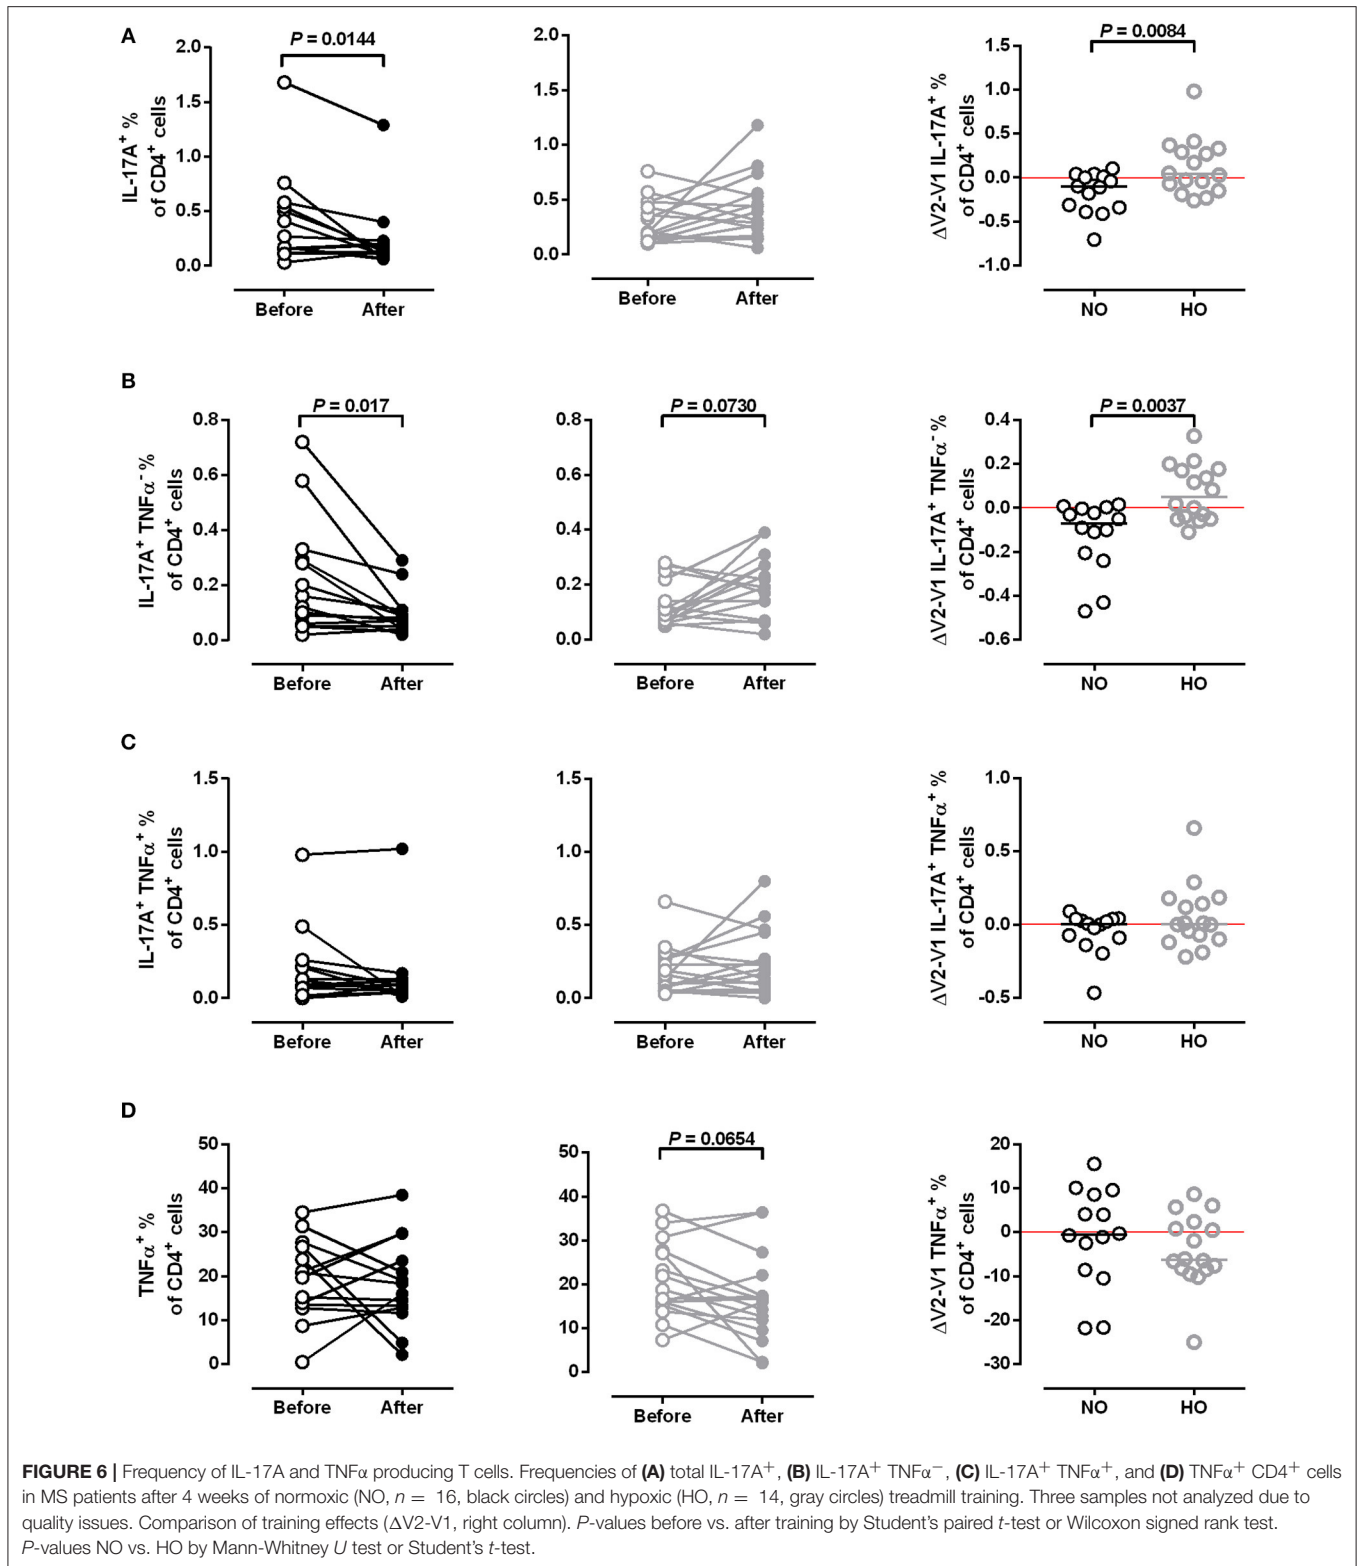 A
P = 0.0144
P = 0.0084
IL-17A⁺ %
of CD4⁺ cells
2.0
1.5
1.0
0.5
0.0
Before
After
2.0
1.5
1.0
0.5
0.0
Before
After
ΔV2-V1 IL-17A⁺ %
of CD4⁺ cells
1.5
1.0
0.5
0.0
-0.5
-1.0
NO
HO
B
P = 0.017
P = 0.0730
P = 0.0037
IL-17A⁺ TNFα⁻ %
of CD4⁺ cells
0.8
0.6
0.4
0.2
0.0
Before
After
0.8
0.6
0.4
0.2
0.0
Before
After
ΔV2-V1 IL-17A⁺ TNFα⁻ %
of CD4⁺ cells
0.4
0.2
0.0
-0.2
-0.4
-0.6
NO
HO
C
IL-17A⁺ TNFα⁺ %
of CD4⁺ cells
1.5
1.0
0.5
0.0
Before
After
1.5
1.0
0.5
0.0
Before
After
ΔV2-V1 IL-17A⁺ TNFα⁺ %
of CD4⁺ cells
1.0
0.5
0.0
-0.5
NO
HO
D
P = 0.0654
TNFα⁺ %
of CD4⁺ cells
50
40
30
20
10
0
Before
After
50
40
30
20
10
0
Before
After
ΔV2-V1 TNFα⁺ %
of CD4⁺ cells
20
10
0
-10
-20
-30
NO
HO
FIGURE 6 | Frequency of IL-17A and TNFα producing T cells. Frequencies of (A) total IL-17A⁺, (B) IL-17A⁺ TNFα⁻, (C) IL-17A⁺ TNFα⁺, and (D) TNFα⁺ CD4⁺ cells
in MS patients after 4 weeks of normoxic (NO, n = 16, black circles) and hypoxic (HO, n = 14, gray circles) treadmill training. Three samples not analyzed due to
quality issues. Comparison of training effects (ΔV2-V1, right column). P-values before vs. after training by Student's paired t-test or Wilcoxon signed rank test.
P-values NO vs. HO by Mann-Whitney U test or Student's t-test.